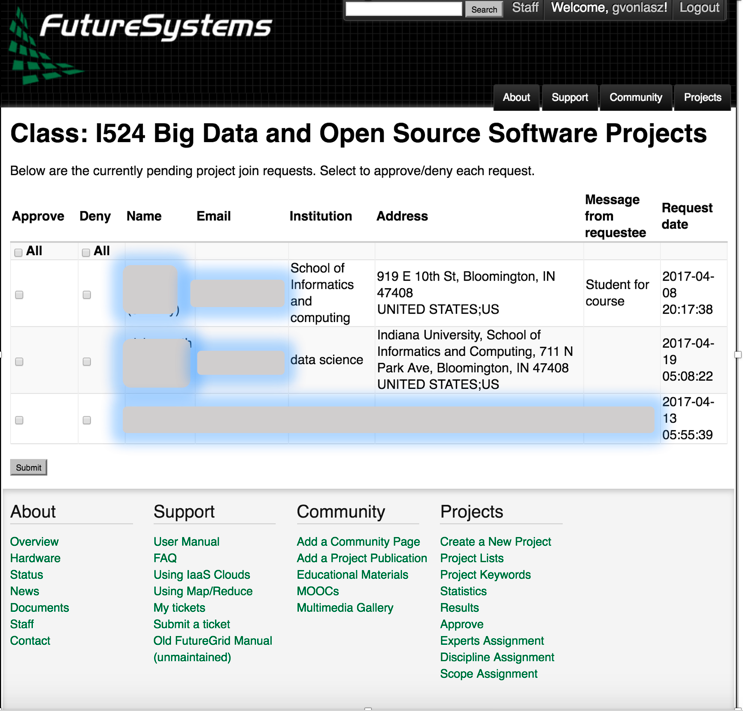 FutureSystems
Search Staff Welcome, gvonlasz! Logout
About Support Community Projects
Class: I524 Big Data and Open Source Software Projects
Below are the currently pending project join requests. Select to approve/deny each request.
Approve Deny Name Email Institution Address Message from requestee Request date
All All
School of Informatics and computing
919 E 10th St, Bloomington, IN 47408
UNITED STATES;US
Student for course
2017-04-08 20:17:38
data science
Indiana University, School of Informatics and Computing, 711 N Park Ave, Bloomington, IN 47408
UNITED STATES;US
2017-04-19 05:08:22
2017-04-13 05:55:39
Submit
About
Overview
Hardware
Status
News
Documents
Staff
Contact
Support
User Manual
FAQ
Using IaaS Clouds
Using Map/Reduce
My tickets
Submit a ticket
Old FutureGrid Manual
(unmaintained)
Community
Add a Community Page
Add a Project Publication
Educational Materials
MOOCs
Multimedia Gallery
Projects
Create a New Project
Project Lists
Project Keywords
Statistics
Results
Approve
Experts Assignment
Discipline Assignment
Scope Assignment